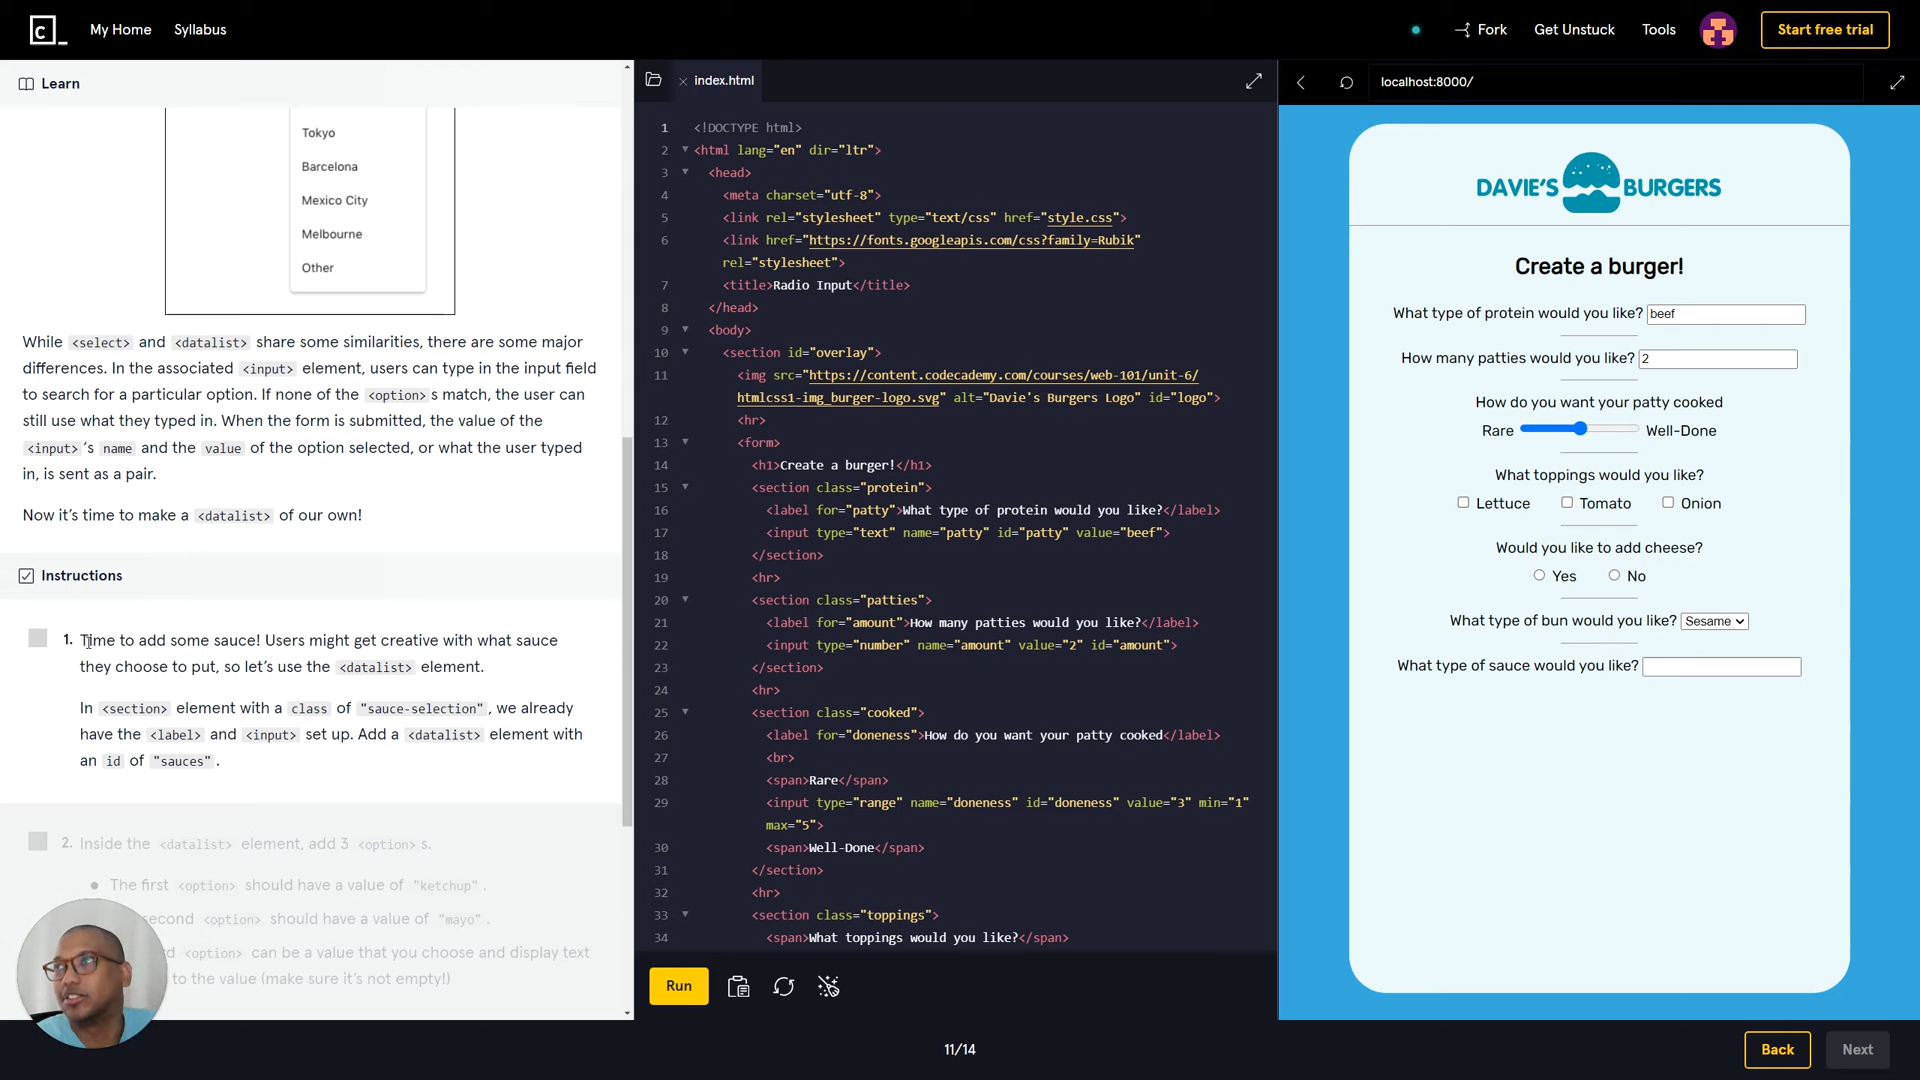 C_
My Home
Syllabus
Fork
Get Unstuck
Tools
Start free trial
Learn
Tokyo
Barcelona
Mexico City
Melbourne
Other
While <select> and <datalist> share some similarities, there are some major
differences. In the associated <input> element, users can type in the input field
to search for a particular option. If none of the <option>s match, the user can
still use what they typed in. When the form is submitted, the value of the
<input>'s name and the value of the option selected, or what the user typed
in, is sent as a pair.
Now it's time to make a <datalist> of our own!
Instructions
1. Time to add some sauce! Users might get creative with what sauce
they choose to put, so let's use the <datalist> element.
In <section> element with a class of "sauce-selection", we already
have the <label> and <input> set up. Add a <datalist> element with
an id of "sauces".
2. Inside the <datalist> element, add 3 <option>s.
The first <option> should have a value of "ketchup".
second <option> should have a value of "mayo".
<option> can be a value that you choose and display text
to the value (make sure it's not empty!)
index.html
1 <!DOCTYPE html>
2 <html lang="en" dir="ltr">
3 <head>
4 <meta charset="utf-8">
5 <link rel="stylesheet" type="text/css" href="style.css">
6 <link href="https://fonts.googleapis.com/css?family=Rubik"
rel="stylesheet">
7 <title>Radio Input</title>
8 </head>
9 <body>
10 <section id="overlay">
11 <img src="https://content.codecademy.com/courses/web-101/unit-6/
htmlcss1-img_burger-logo.svg" alt="Davie's Burgers Logo" id="logo">
12 <hr>
13 <form>
14 <h1>Create a burger!</h1>
15 <section class="protein">
16 <label for="patty">What type of protein would you like?</label>
17 <input type="text" name="patty" id="patty" value="beef">
18 </section>
19 <hr>
20 <section class="patties">
21 <label for="amount">How many patties would you like?</label>
22 <input type="number" name="amount" value="2" id="amount">
23 </section>
24 <hr>
25 <section class="cooked">
26 <label for="doneness">How do you want your patty cooked</label>
27 <br>
28 <span>Rare</span>
29 <input type="range" name="doneness" id="doneness" value="3" min="1"
max="5">
30 <span>Well-Done</span>
31 </section>
32 <hr>
33 <section class="toppings">
34 <span>What toppings would you like?</span>
Run
localhost:8000/
DAVIE'S BURGERS
Create a burger!
What type of protein would you like? beef
How many patties would you like? 2
How do you want your patty cooked
Rare Well-Done
What toppings would you like?
Lettuce Tomato Onion
Would you like to add cheese?
Yes No
What type of bun would you like? Sesame
What type of sauce would you like?
11/14
Back
Next